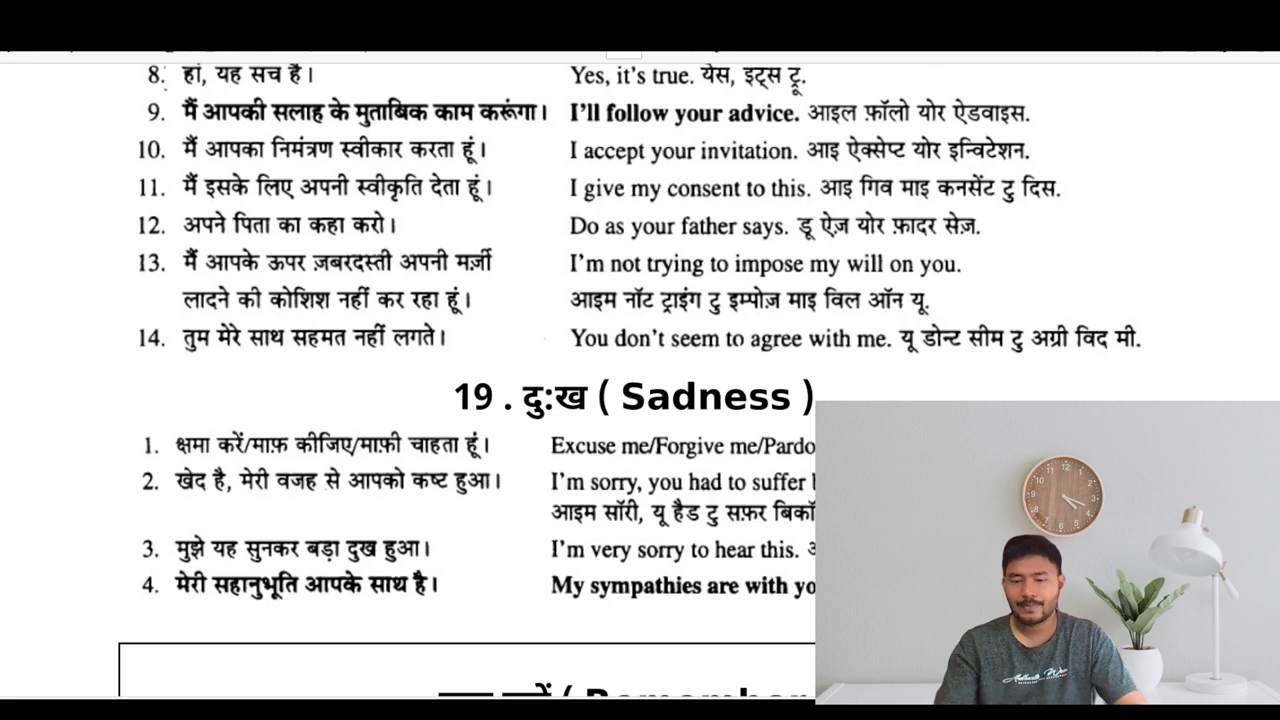 8. हां, यह सच है। Yes, it's true. येस, इट्स ट्रू.
9. मैं आपकी सलाह के मुताबिक काम करूंगा। I'll follow your advice. आइल फ़ॉलो योर ऐडवाइस.
10. मैं आपका निमंत्रण स्वीकार करता हूं। I accept your invitation. आइ ऐक्सेप्ट योर इन्विटेशन.
11. मैं इसके लिए अपनी स्वीकृति देता हूं। I give my consent to this. आइ गिव माइ कनसेंट टु दिस.
12. अपने पिता का कहा करो। Do as your father says. डू ऐज़ योर फ़ादर सेज़.
13. मैं आपके ऊपर ज़बरदस्ती अपनी मर्ज़ी I'm not trying to impose my will on you.
लादने की कोशिश नहीं कर रहा हूं। आइम नॉट ट्राइंग टु इम्पोज़ माइ विल ऑन यू.
14. तुम मेरे साथ सहमत नहीं लगते। You don't seem to agree with me. यू डोन्ट सीम टु अग्री विद मी.
19 . दु:ख ( Sadness )
1. क्षमा करें/माफ़ कीजिए/माफ़ी चाहता हूं। Excuse me/Forgive me/Pardo
2. खेद है, मेरी वजह से आपको कष्ट हुआ। I'm sorry, you had to suffer
आइम सॉरी, यू हैड टु सफ़र बिकॉ
3. मुझे यह सुनकर बड़ा दुख हुआ। I'm very sorry to hear this.
4. मेरी सहानुभूति आपके साथ है। My sympathies are with yo
( Remember